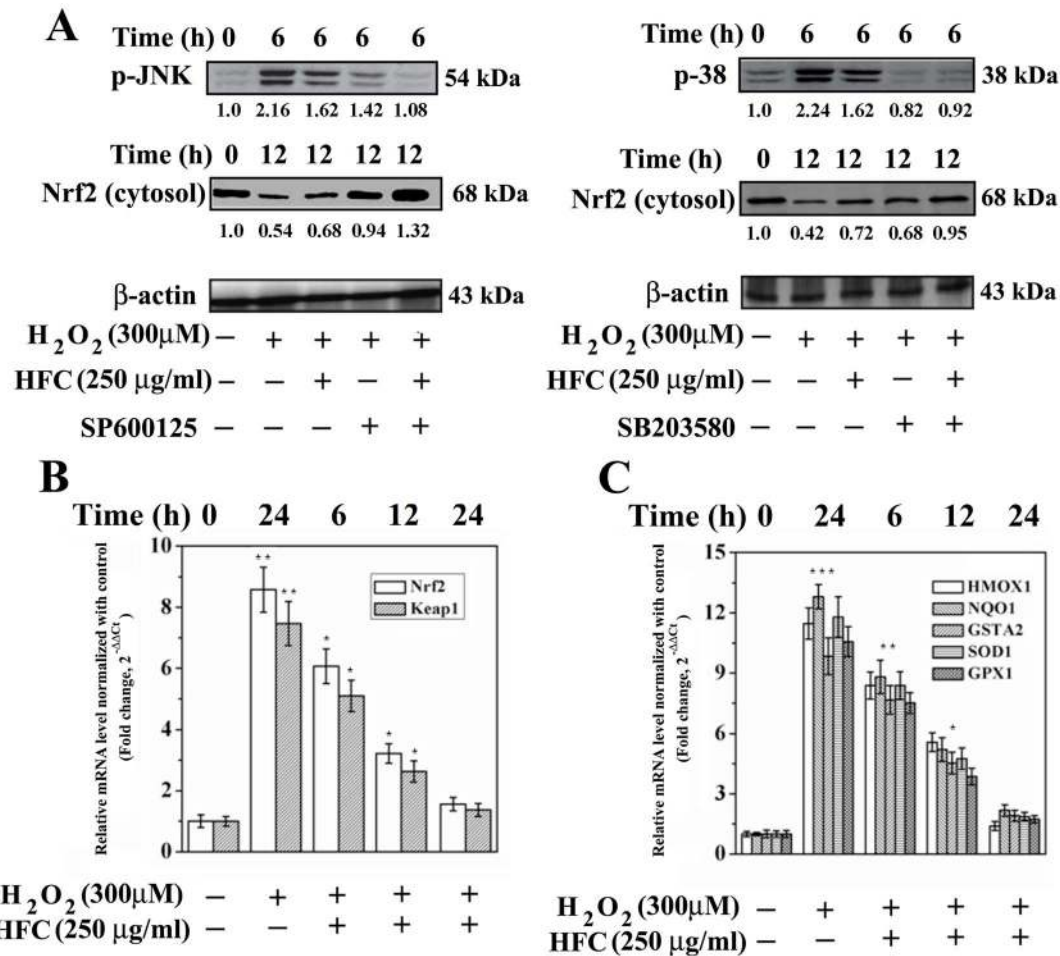 A
Time (h) 0 6 6 6 6
p-JNK 54 kDa
1.0 2.16 1.62 1.42 1.08
Time (h) 0 12 12 12 12
Nrf2 (cytosol) 68 kDa
1.0 0.54 0.68 0.94 1.32
β-actin 43 kDa
H2O2 (300μM) − + + + +
HFC (250 μg/ml) − − + − +
SP600125 − − − + +
Time (h) 0 6 6 6 6
p-38 38 kDa
1.0 2.24 1.62 0.82 0.92
Time (h) 0 12 12 12 12
Nrf2 (cytosol) 68 kDa
1.0 0.42 0.72 0.68 0.95
β-actin 43 kDa
H2O2 (300μM) − + + + +
HFC (250 μg/ml) − − + − +
SB203580 − − − + +
B
Time (h) 0 24 6 12 24
Relative mRNA level normalized with control
(Fold change, 2^-ΔΔCt)
10
8
6
4
2
0
** ** * * * *
Nrf2
Keap1
H2O2 (300μM) − + + + +
HFC (250 μg/ml) − − + + +
C
Time (h) 0 24 6 12 24
Relative mRNA level normalized with control
(Fold change, 2^-ΔΔCt)
15
12
9
6
3
0
*** ** *
HMOX1
NQO1
GSTA2
SOD1
GPX1
H2O2 (300μM) − + + + +
HFC (250 μg/ml) − − + + +